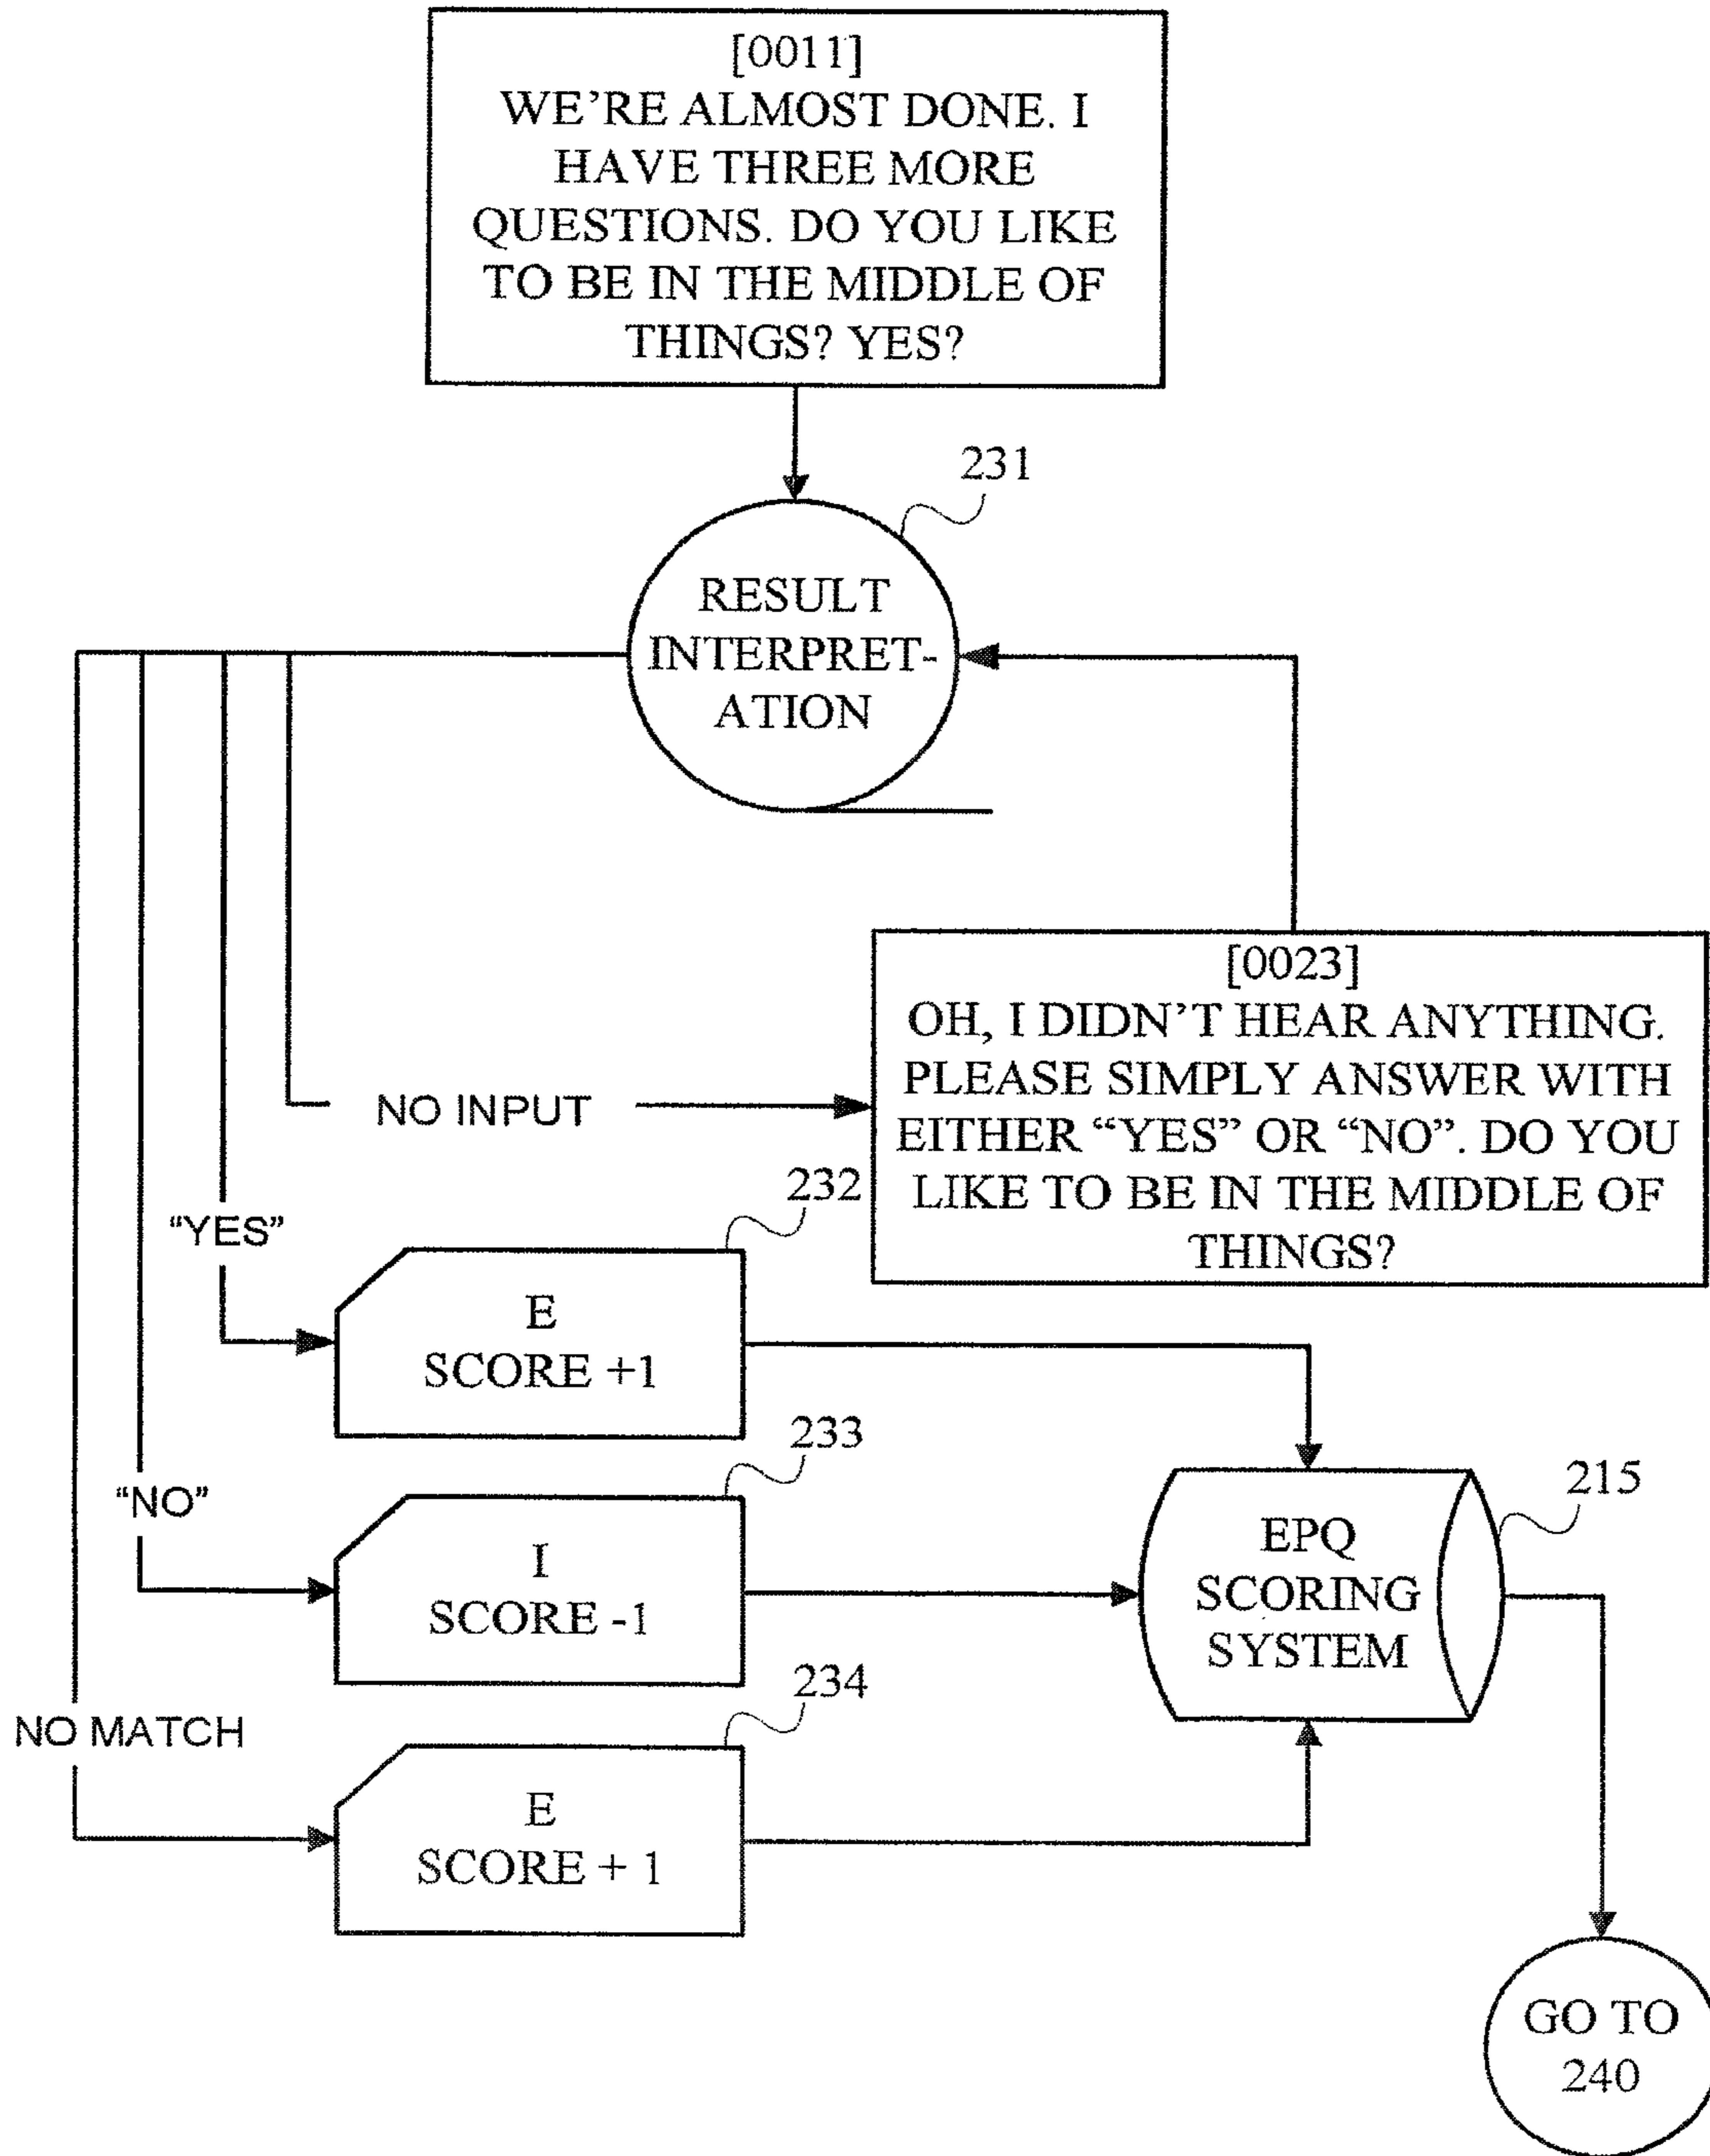 [0011]
WE'RE ALMOST DONE. I
HAVE THREE MORE
QUESTIONS. DO YOU LIKE
TO BE IN THE MIDDLE OF
THINGS? YES?
231
RESULT
INTERPRET-
ATION
[0023]
OH, I DIDN'T HEAR ANYTHING.
PLEASE SIMPLY ANSWER WITH
EITHER “YES” OR “NO”. DO YOU
LIKE TO BE IN THE MIDDLE OF
THINGS?
NO INPUT
232
“YES”
E
SCORE +1
233
“NO”
I
SCORE -1
215
EPQ
SCORING
SYSTEM
234
NO MATCH
E
SCORE + 1
GO TO
240